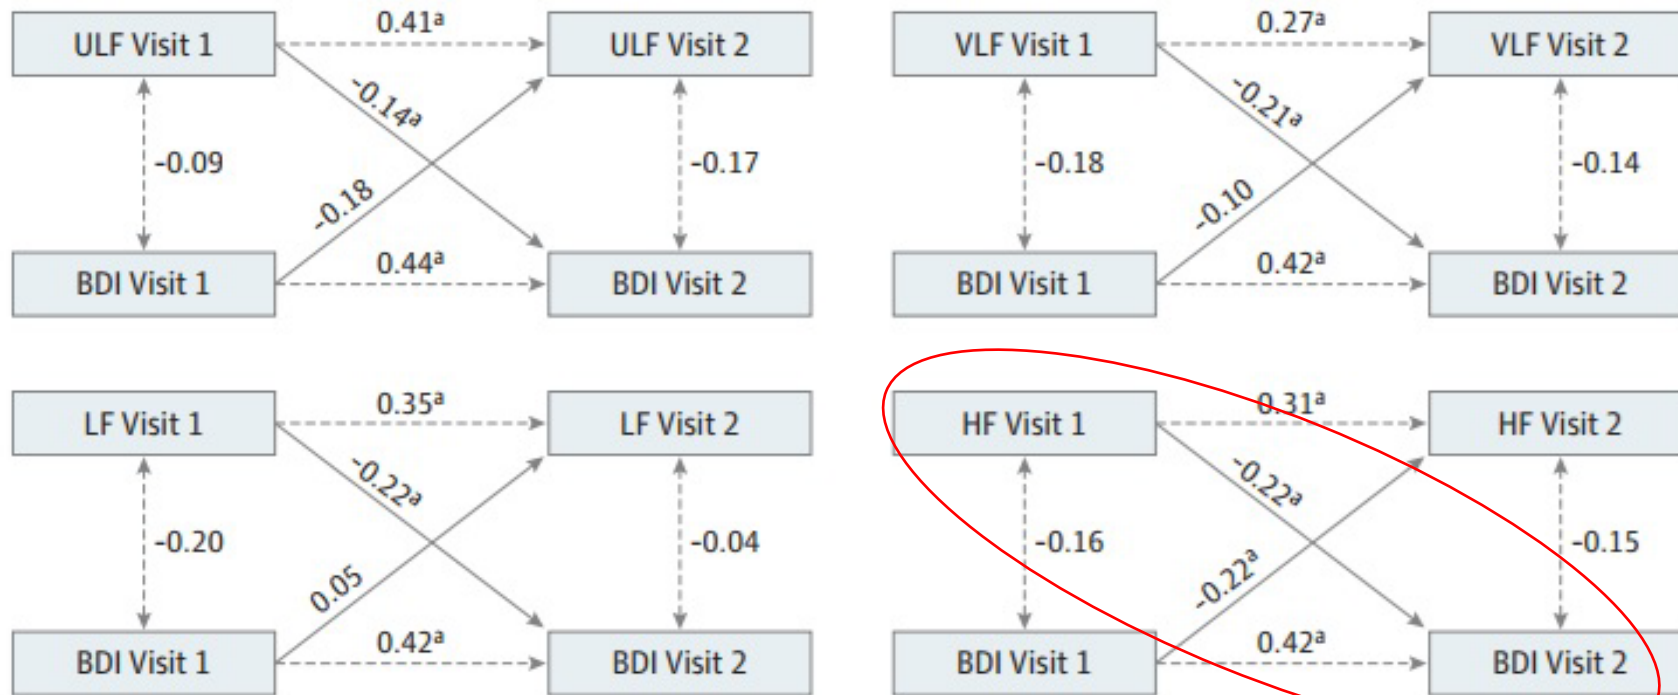 ULF Visit 1
0.41ᵃ
ULF Visit 2
-0.14ᵃ
-0.09
-0.17
-0.18
BDI Visit 1
0.44ᵃ
BDI Visit 2
VLF Visit 1
0.27ᵃ
VLF Visit 2
-0.21ᵃ
-0.18
-0.14
-0.10
BDI Visit 1
0.42ᵃ
BDI Visit 2
LF Visit 1
0.35ᵃ
LF Visit 2
-0.22ᵃ
-0.20
-0.04
0.05
BDI Visit 1
0.42ᵃ
BDI Visit 2
HF Visit 1
0.31ᵃ
HF Visit 2
-0.22ᵃ
-0.16
-0.15
-0.22ᵃ
BDI Visit 1
0.42ᵃ
BDI Visit 2